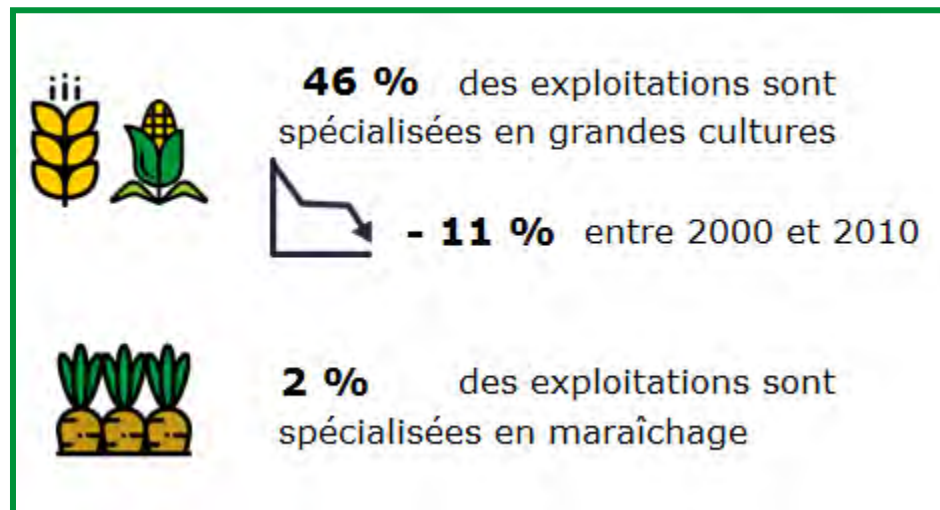 46 % des exploitations sont
spécialisées en grandes cultures
- 11 % entre 2000 et 2010
2 % des exploitations sont
spécialisées en maraîchage